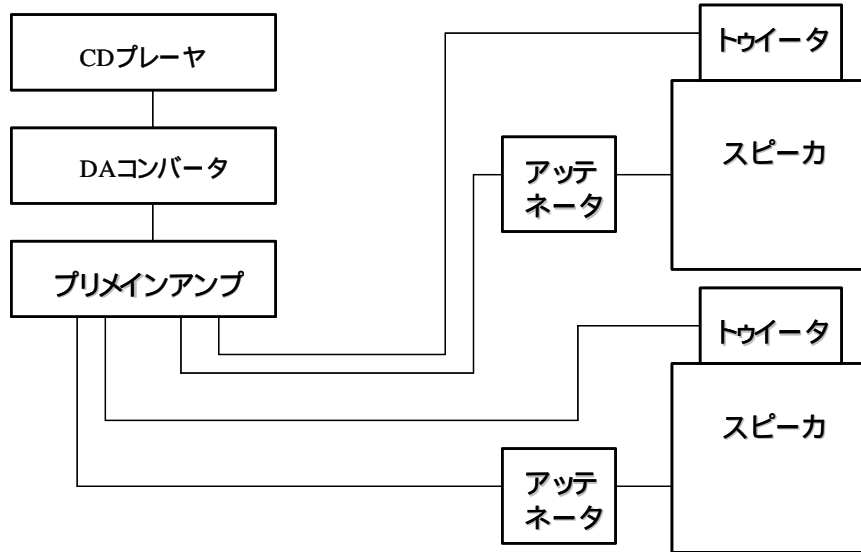 CDプレーヤ
DAコンバータ
プリメインアンプ
トゥイータ
スピーカ
アッテ
ネータ
トゥイータ
スピーカ
アッテ
ネータ